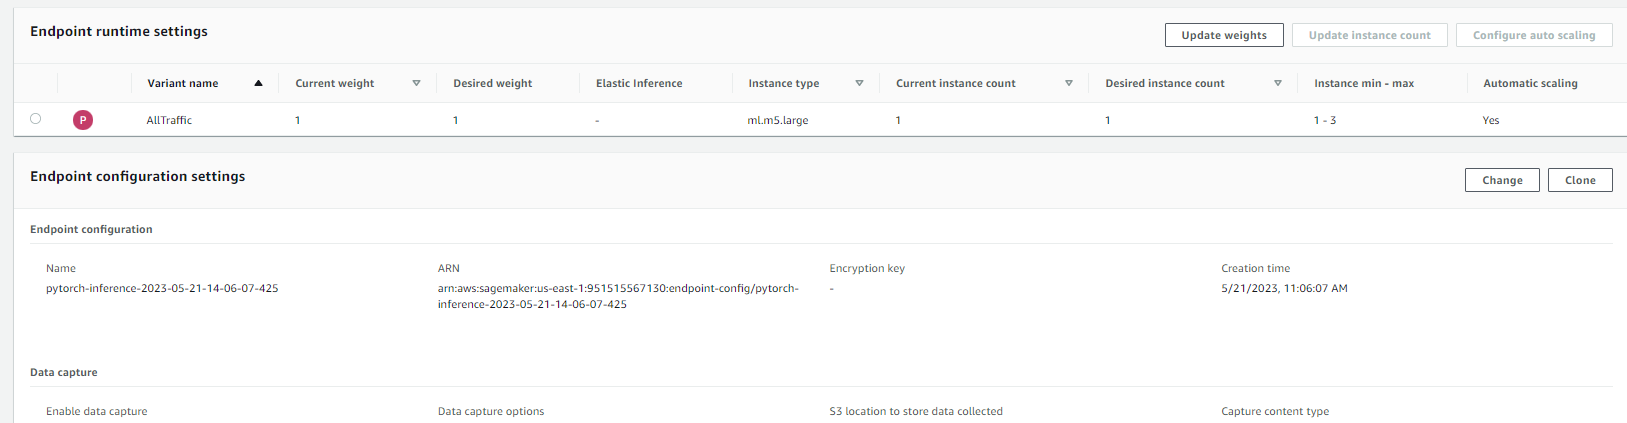 Endpoint runtime settings
Update weights Update instance count Configure auto scaling
Variant name Current weight Desired weight Elastic Inference Instance type Current instance count Desired instance count Instance min - max Automatic scaling
P AllTraffic 1 1 - ml.m5.large 1 1 1 - 3 Yes
Endpoint configuration settings
Change Clone
Endpoint configuration
Name ARN Encryption key Creation time
pytorch-inference-2023-05-21-14-06-07-425 arn:aws:sagemaker:us-east-1:951515567130:endpoint-config/pytorch- - 5/21/2023, 11:06:07 AM
inference-2023-05-21-14-06-07-425
Data capture
Enable data capture Data capture options S3 location to store data collected Capture content type